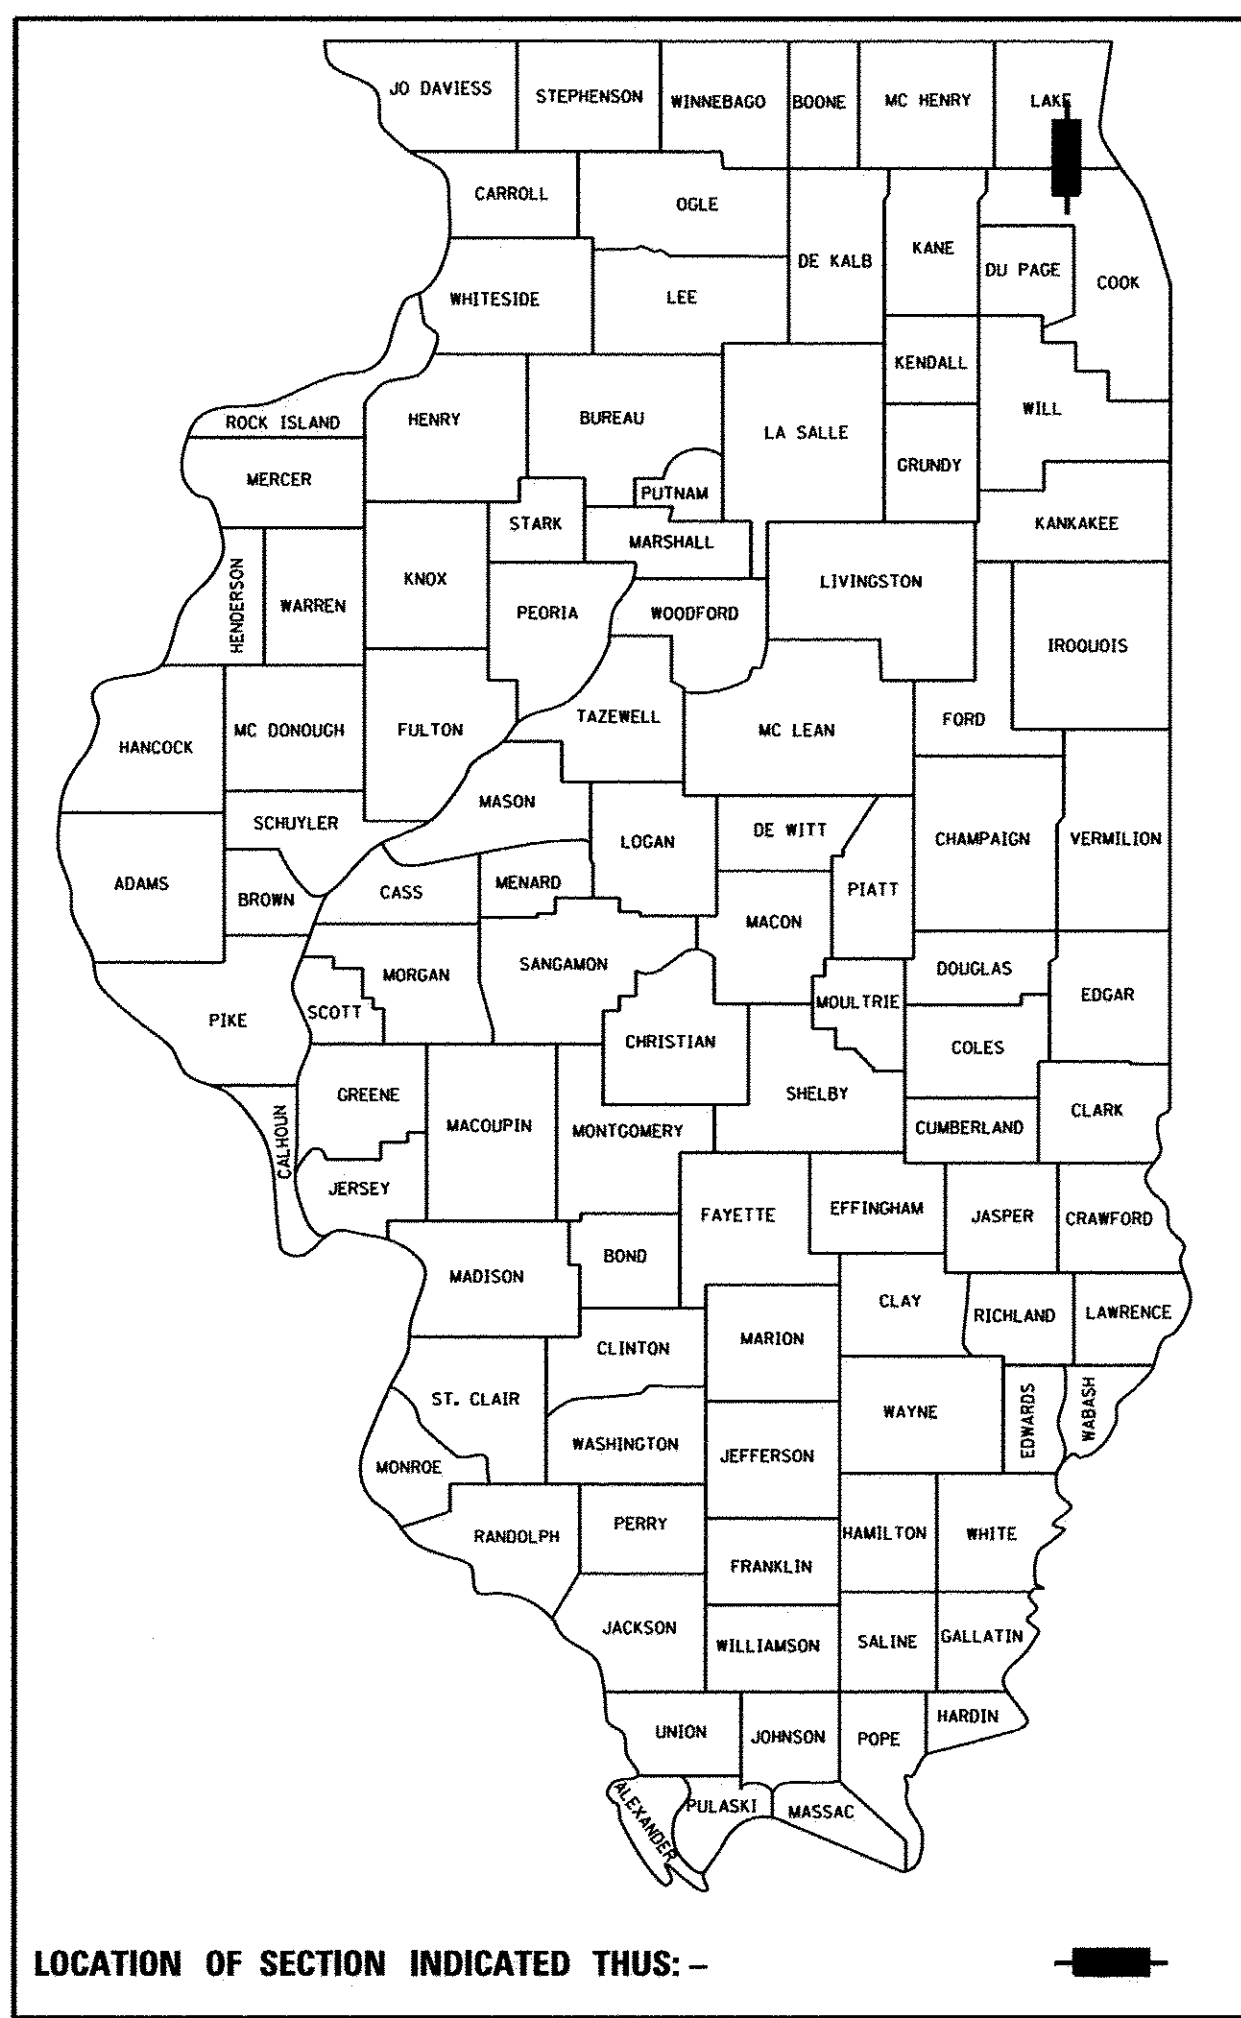 JO DAVIESS
STEPHENSON
WINNEBAGO
BOONE
MC HENRY
LAKE
CARROLL
OGLE
DE KALB
KANE
DU PAGE
COOK
WHITESIDE
LEE
KENDALL
ROCK ISLAND
HENRY
BUREAU
LA SALLE
WILL
GRUNDY
MERCER
PUTNAM
STARK
MARSHALL
KANKAKEE
HENDERSON
WARREN
KNOX
PEORIA
WOODFORD
LIVINGSTON
IROQUOIS
HANCOCK
MC DONOUGH
FULTON
TAZEWELL
MC LEAN
FORD
SCHUYLER
MASON
LOGAN
DE WITT
CHAMPAIGN
VERMILION
ADAMS
BROWN
CASS
MENARD
MACON
PIATT
PIKE
SCOTT
MORGAN
SANGAMON
CHRISTIAN
MOULTRIE
DOUGLAS
EDGAR
COLES
CALHOUN
GREENE
MACOUPIN
MONTGOMERY
SHELBY
CUMBERLAND
CLARK
JERSEY
FAYETTE
EFFINGHAM
JASPER
CRAWFORD
MADISON
BOND
CLAY
RICHLAND
LAWRENCE
CLINTON
MARION
ST. CLAIR
WASHINGTON
JEFFERSON
WAYNE
EDWARDS
WABASH
MONROE
RANDOLPH
PERRY
FRANKLIN
HAMILTON
WHITE
JACKSON
WILLIAMSON
SALINE
GALLATIN
UNION
JOHNSON
POPE
HARDIN
ALEXANDER
PULASKI
MASSAC
LOCATION OF SECTION INDICATED THUS: –